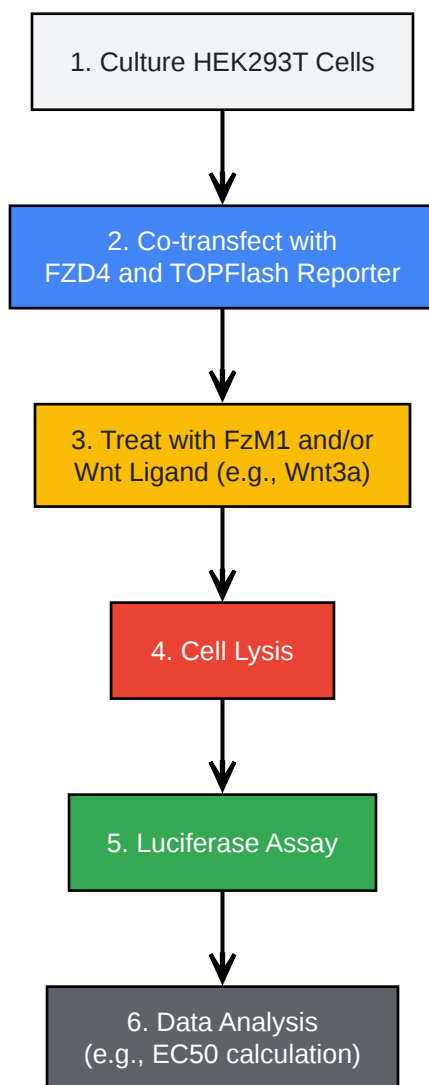 1. Culture HEK293T Cells
2. Co-transfect with
FZD4 and TOPFlash Reporter
3. Treat with FzM1 and/or
Wnt Ligand (e.g., Wnt3a)
4. Cell Lysis
5. Luciferase Assay
6. Data Analysis
(e.g., EC50 calculation)